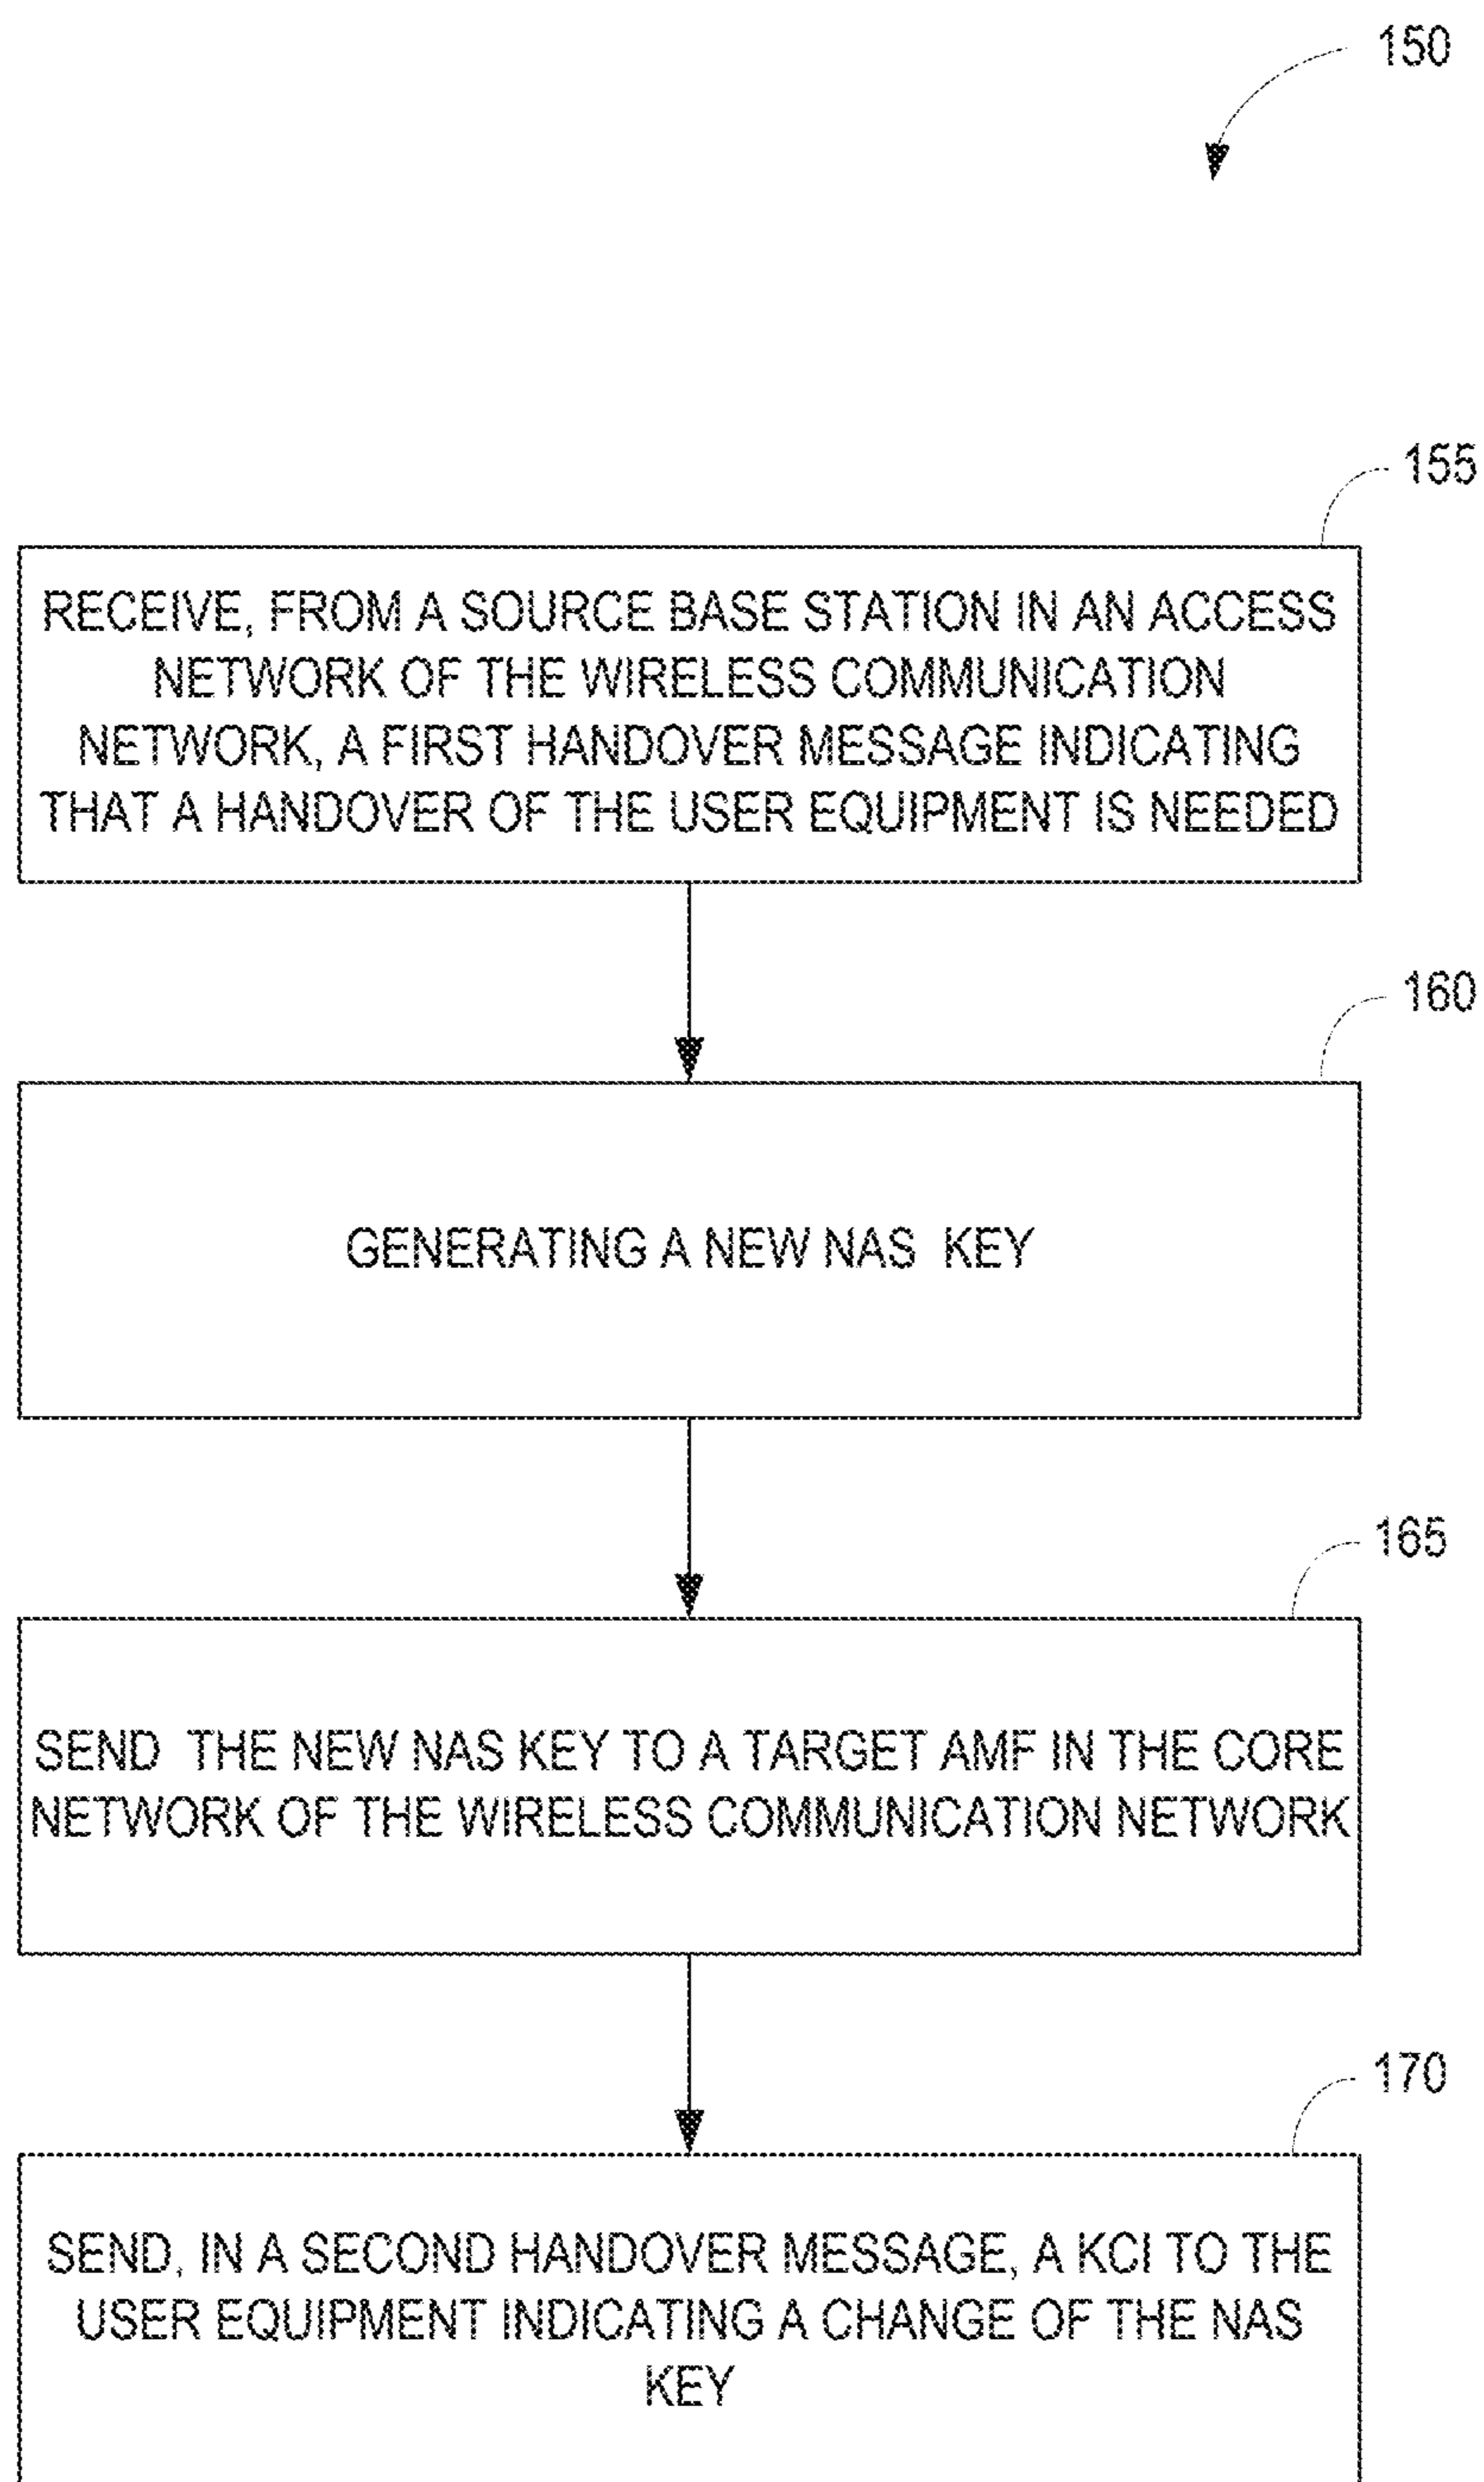 150
155
RECEIVE, FROM A SOURCE BASE STATION IN AN ACCESS
NETWORK OF THE WIRELESS COMMUNICATION
NETWORK, A FIRST HANDOVER MESSAGE INDICATING
THAT A HANDOVER OF THE USER EQUIPMENT IS NEEDED
160
GENERATING A NEW NAS KEY
165
SEND THE NEW NAS KEY TO A TARGET AMF IN THE CORE
NETWORK OF THE WIRELESS COMMUNICATION NETWORK
170
SEND, IN A SECOND HANDOVER MESSAGE, A KCI TO THE
USER EQUIPMENT INDICATING A CHANGE OF THE NAS
KEY